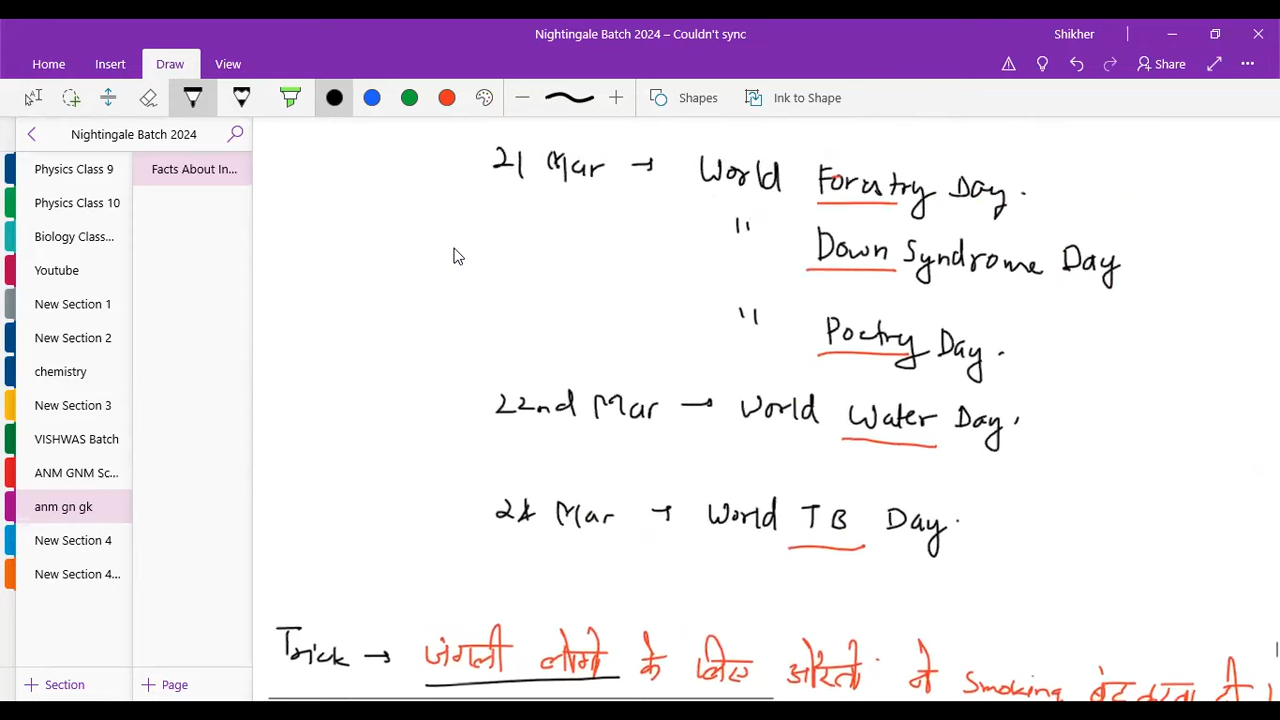 Nightingale Batch 2024 – Couldn't sync
Shikher
Home Insert Draw View
Share
Shapes
Ink to Shape
Nightingale Batch 2024
Physics Class 9
Physics Class 10
Biology Class...
Youtube
New Section 1
New Section 2
chemistry
New Section 3
VISHWAS Batch
ANM GNM Sc...
anm gn gk
New Section 4
New Section 4...
Section
Facts About In...
Page
21 Mar → World Forestry Day.
" Down Syndrome Day
" Poetry Day.
22nd Mar → World Water Day.
24 Mar → World TB Day.
Trick → जंगली लोगो के लिए औरतो ने Smoking बंद करवा दी